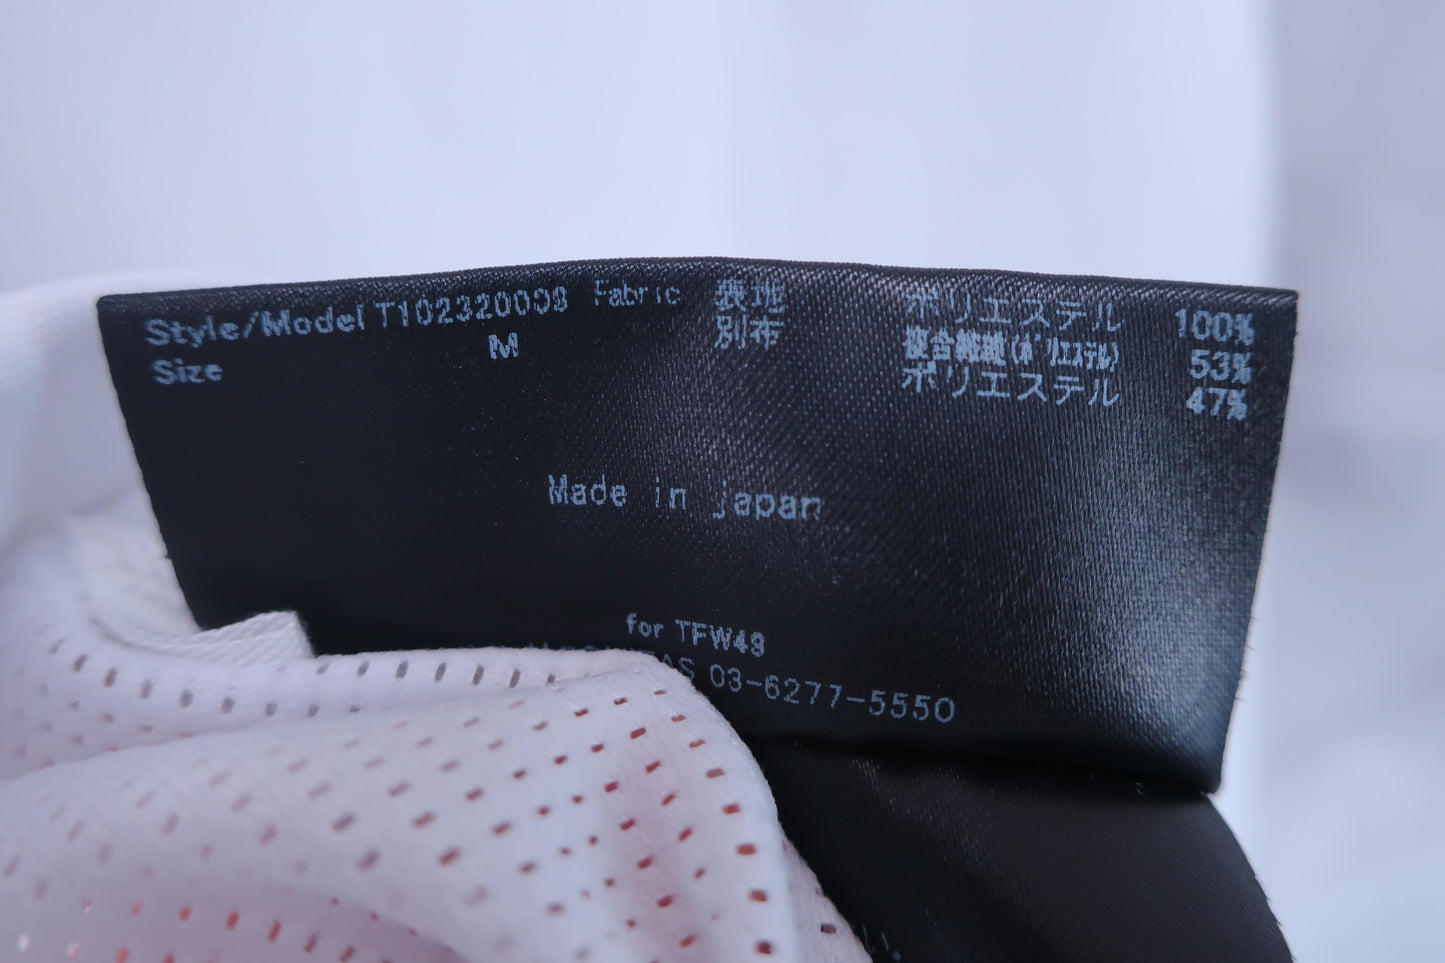 Style/Model T102320008 Fabric 表地 ポリエステル 100%
Size M 別布 複合繊維(ポリエステル) 53%
ポリエステル 47%
Made in japan
for TFW49
03-6277-5550